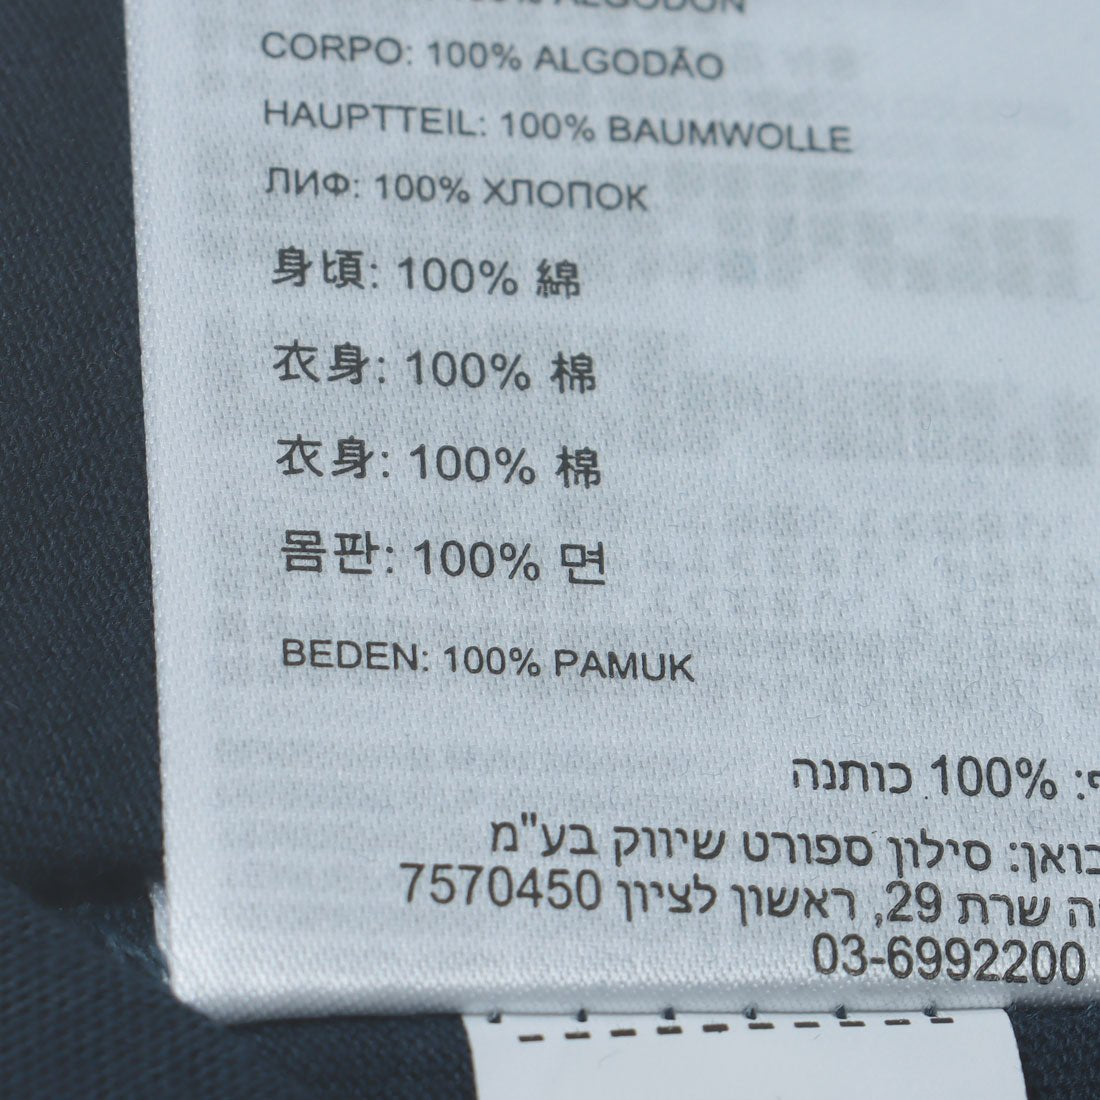 100% ALGODÓN
CORPO: 100% ALGODÃO
HAUPTTEIL: 100% BAUMWOLLE
ЛИФ: 100% ХЛОПОК
身頃: 100% 綿
衣身: 100% 棉
衣身: 100% 棉
몸판: 100% 면
BEDEN: 100% PAMUK
100% כותנה
סילון ספורט שיווק בע"מ
שרת 29, ראשון לציון 7570450
03-6992200